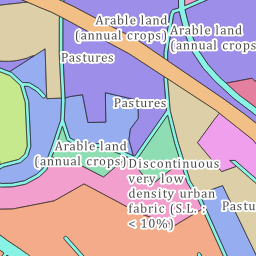 Arable land
(annual crops)
Arable land
(annual crops
Pastures
Pastures
Arable land
(annual crops)
Discontinuous
very low
density urban
fabric (S.L. :
< 10%)
Pastu